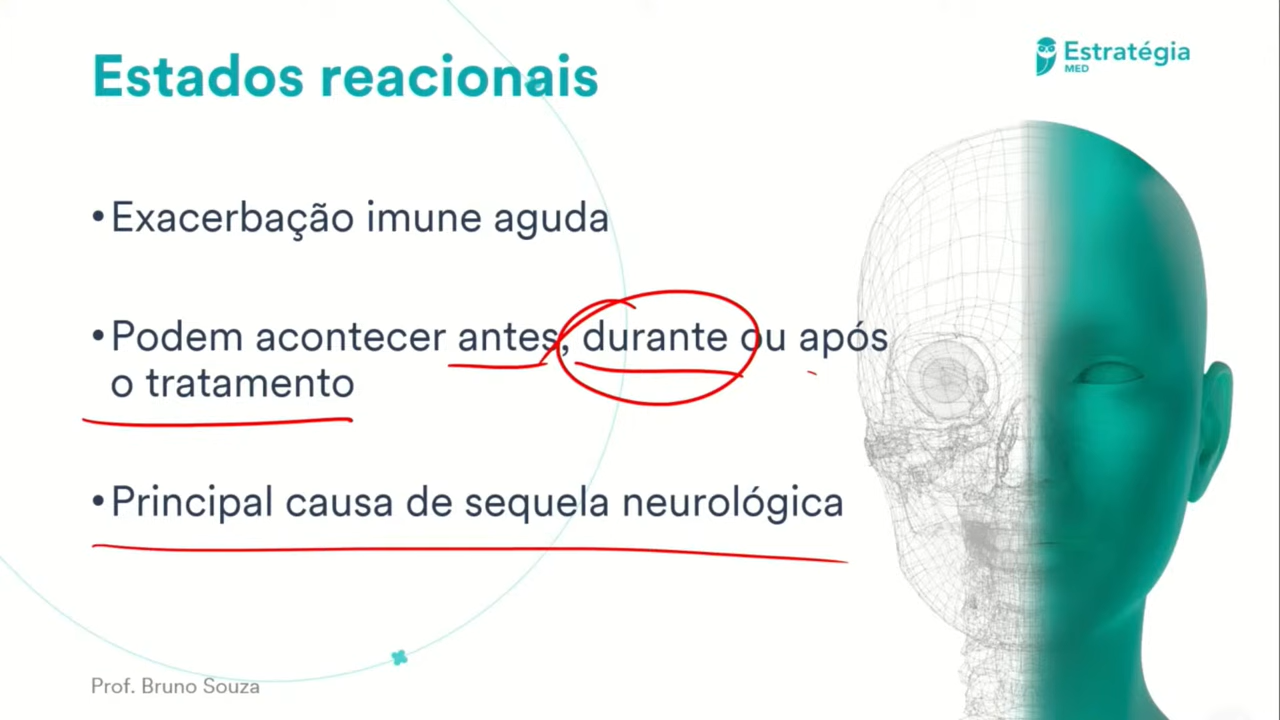 Estados reacionais
Estratégia
MED
•Exacerbação imune aguda
•Podem acontecer antes, durante ou após
o tratamento
•Principal causa de sequela neurológica
Prof. Bruno Souza